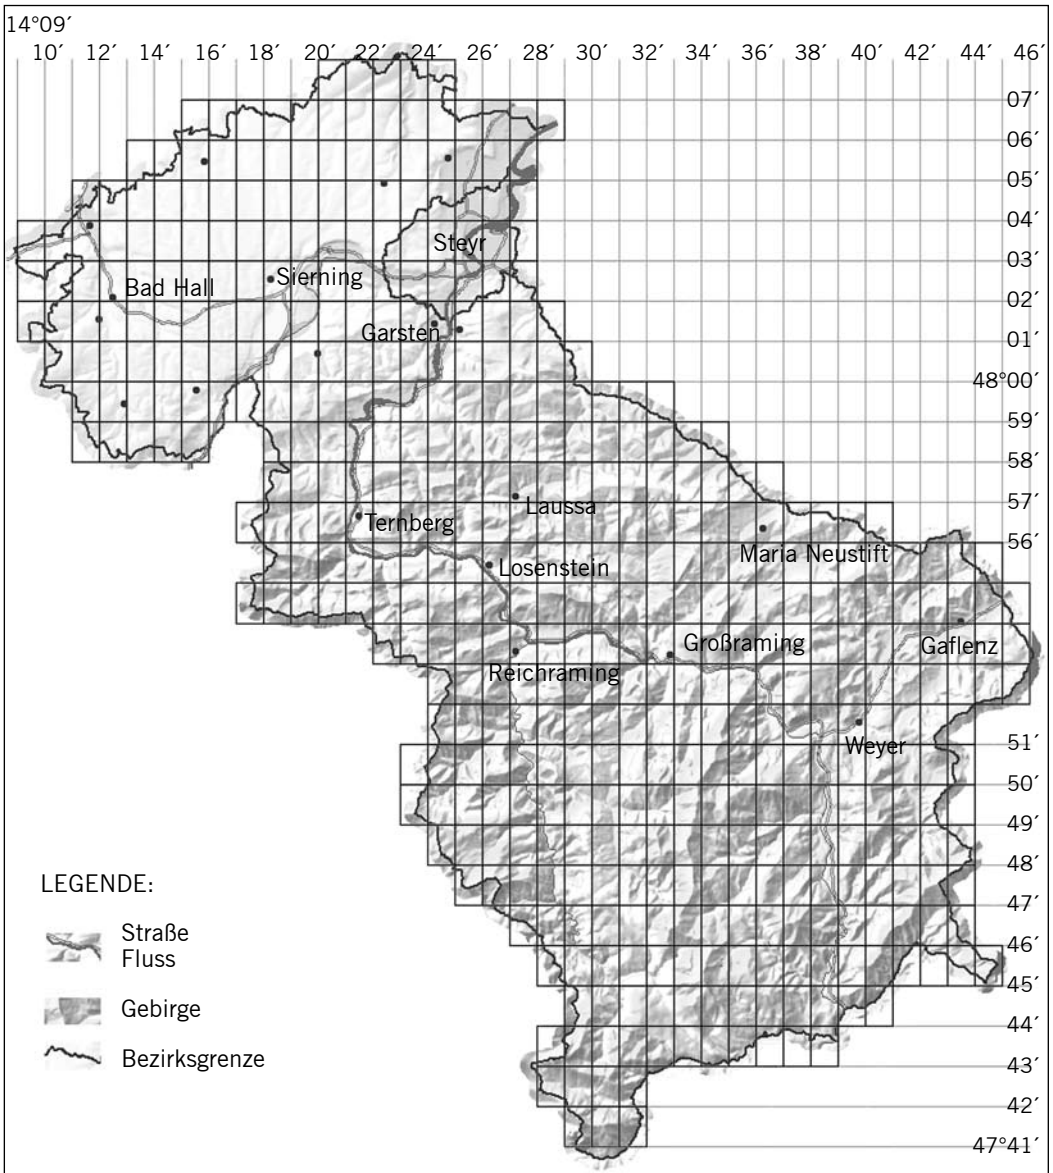 14°09′
10′ 12′ 14′ 16′ 18′ 20′ 22′ 24′ 26′ 28′ 30′ 32′ 34′ 36′ 38′ 40′ 42′ 44′ 46′
07′
06′
05′
04′
Steyr
03′
Sierning
Bad Hall
02′
Garsten
01′
48°00′
59′
58′
57′
Laussa
Ternberg
56′
Maria Neustift
Losenstein
Großraming
Gaflenz
Reichraming
51′
Weyer
50′
49′
48′
LEGENDE:
47′
Straße
46′
Fluss
45′
Gebirge
44′
Bezirksgrenze
43′
42′
47°41′